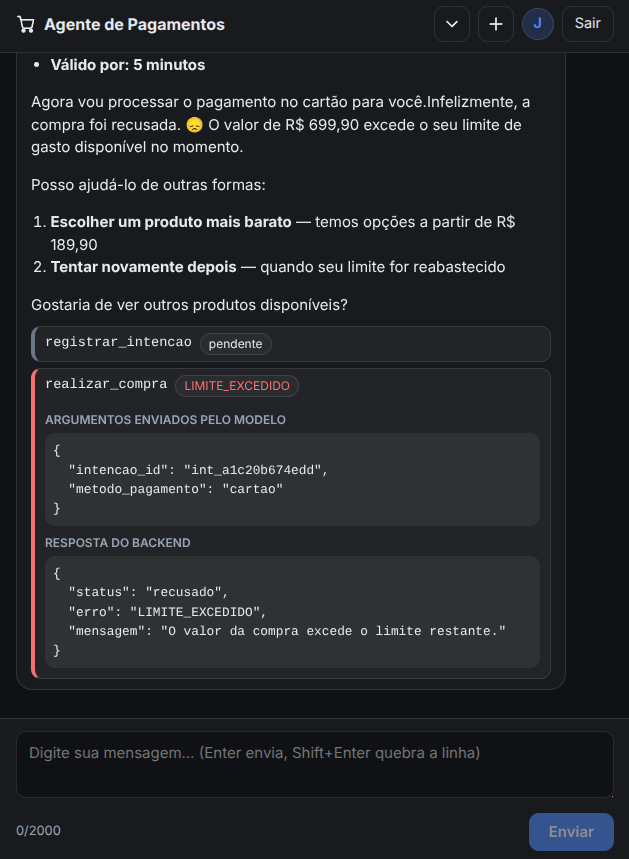 Agente de Pagamentos
J
Sair
• Válido por: 5 minutos
Agora vou processar o pagamento no cartão para você.Infelizmente, a
compra foi recusada. 😞 O valor de R$ 699,90 excede o seu limite de
gasto disponível no momento.
Posso ajudá-lo de outras formas:
1. Escolher um produto mais barato — temos opções a partir de R$
189,90
2. Tentar novamente depois — quando seu limite for reabastecido
Gostaria de ver outros produtos disponíveis?
registrar_intencao pendente
realizar_compra LIMITE_EXCEDIDO
ARGUMENTOS ENVIADOS PELO MODELO
{
  "intencao_id": "int_a1c20b674edd",
  "metodo_pagamento": "cartao"
}
RESPOSTA DO BACKEND
{
  "status": "recusado",
  "erro": "LIMITE_EXCEDIDO",
  "mensagem": "O valor da compra excede o limite restante."
}
Digite sua mensagem... (Enter envia, Shift+Enter quebra a linha)
0/2000
Enviar